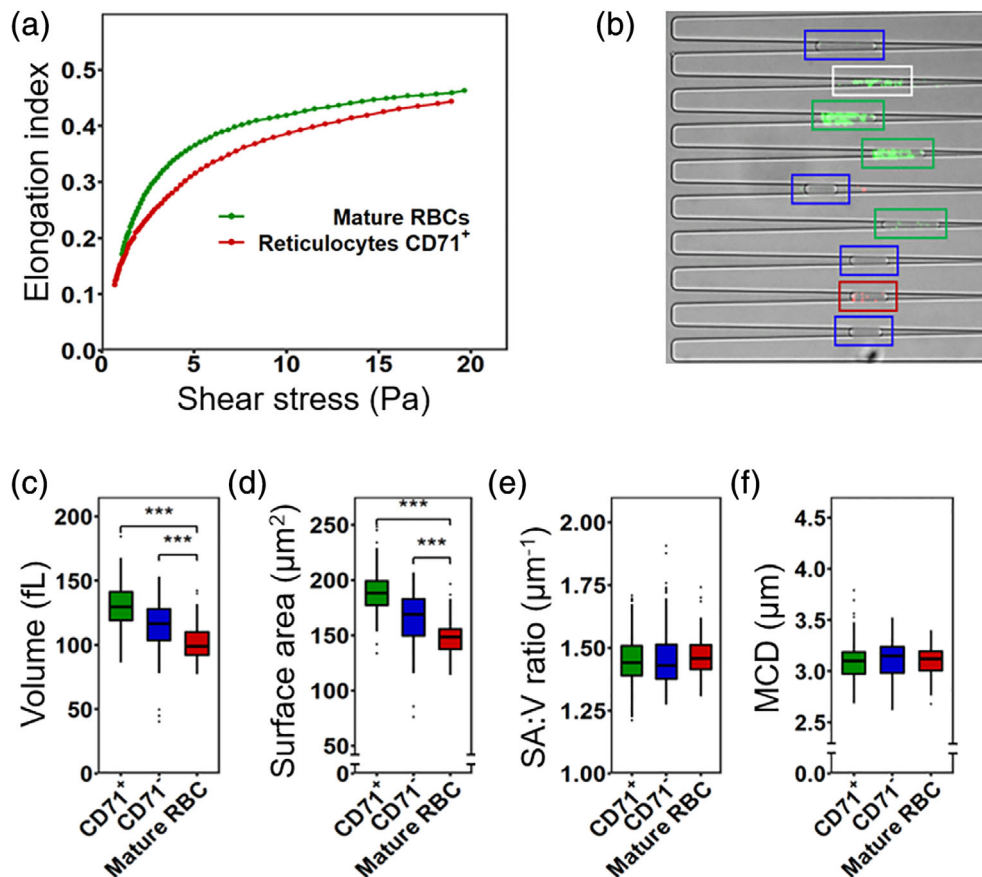 (a)
Elongation index
0.5
0.4
0.3
0.2
0.1
0.0
0
5
10
15
20
Shear stress (Pa)
Mature RBCs
Reticulocytes CD71⁺
(b)
(c)
Volume (fL)
200
150
100
50
0
***
***
CD71⁺
CD71⁻
Mature RBC
(d)
Surface area (µm²)
250
200
150
100
50
0
***
***
CD71⁺
CD71⁻
Mature RBC
(e)
SA:V ratio (µm⁻¹)
2.00
1.75
1.50
1.25
1.00
CD71⁺
CD71⁻
Mature RBC
(f)
MCD (µm)
4.5
4.0
3.5
3.0
2.5
0.0
CD71⁺
CD71⁻
Mature RBC